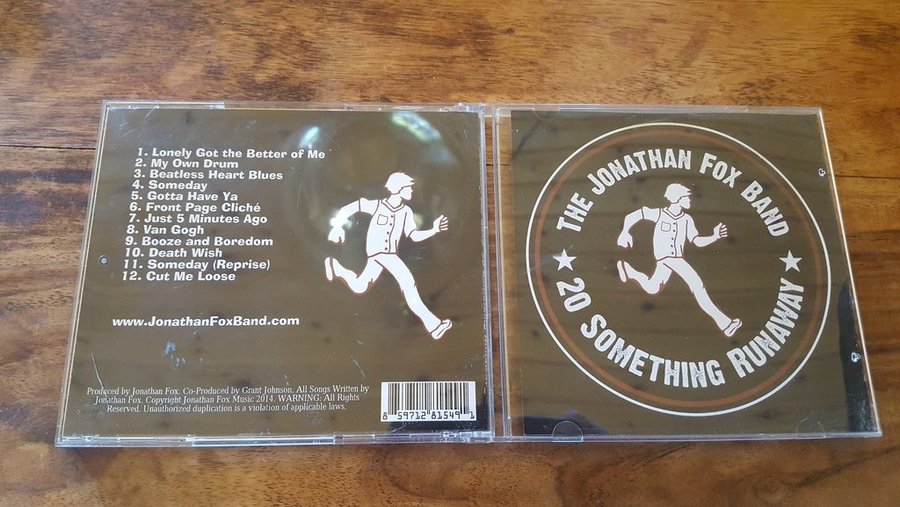 1. Lonely Got the Better of Me
2. My Own Drum
3. Beatless Heart Blues
4. Someday
5. Gotta Have Ya
6. Front Page Cliché
7. Just 5 Minutes Ago
8. Van Gogh
9. Booze and Boredom
10. Death Wish
11. Someday (Reprise)
12. Cut Me Loose
www.JonathanFoxBand.com
Produced by Jonathan Fox. Co-Produced by Grant Johnson. All Songs Written by
Jonathan Fox. Copyright Jonathan Fox Music 2014. WARNING: All Rights
Reserved. Unauthorized duplication is a violation of applicable laws.
8 59712 81549 1
THE JONATHAN FOX BAND
20 SOMETHING RUNAWAY